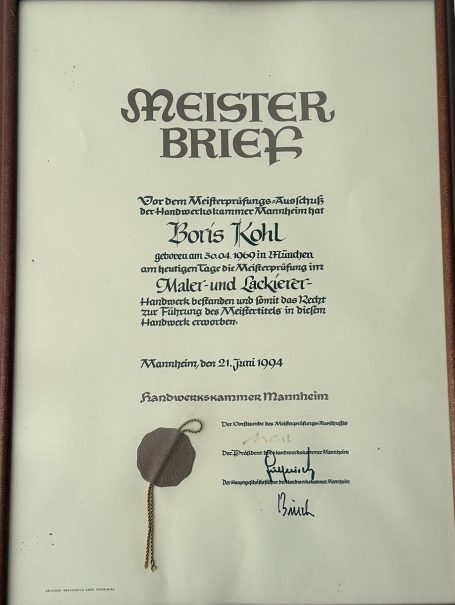 MEISTER
BRIEF
Vor dem Meisterprüfungs-Ausschuß
der Handwerkskammer Mannheim hat
Boris Kohl
geboren am 30.04.1969 in München
am heutigen Tage die Meisterprüfung im
Maler- und Lackierer-
Handwerk bestanden und somit das Recht
zur Führung des Meistertitels in diesem
Handwerk erworben.
Mannheim, den 21. Juni 1994
Handwerkskammer Mannheim
Der Vorsitzende des Meisterprüfungs-Ausschusses
Der Präsident der Handwerkskammer Mannheim
Der Hauptgeschäftsführer der Handwerkskammer Mannheim